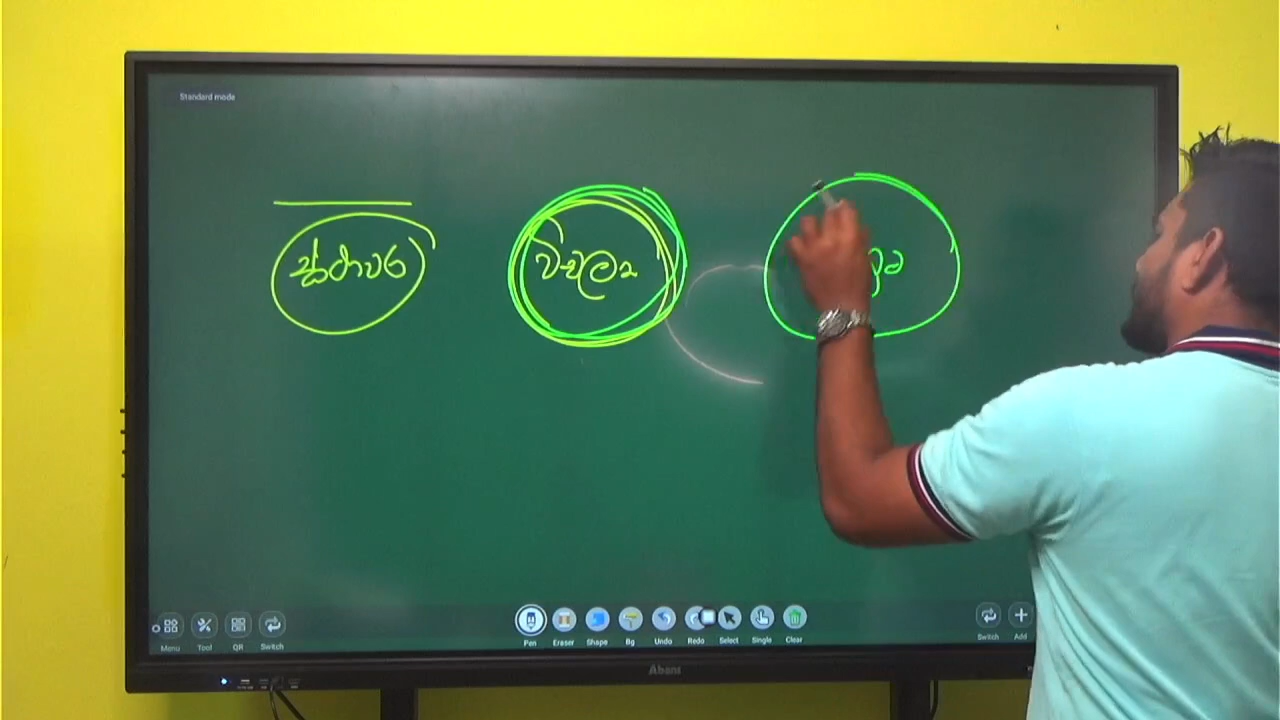 Standard mode
ස්ථාවර විචල්‍ය
Menu Tool QR Switch Pen Eraser Shape Bg Undo Redo Select Single Clear Switch Add
Abans